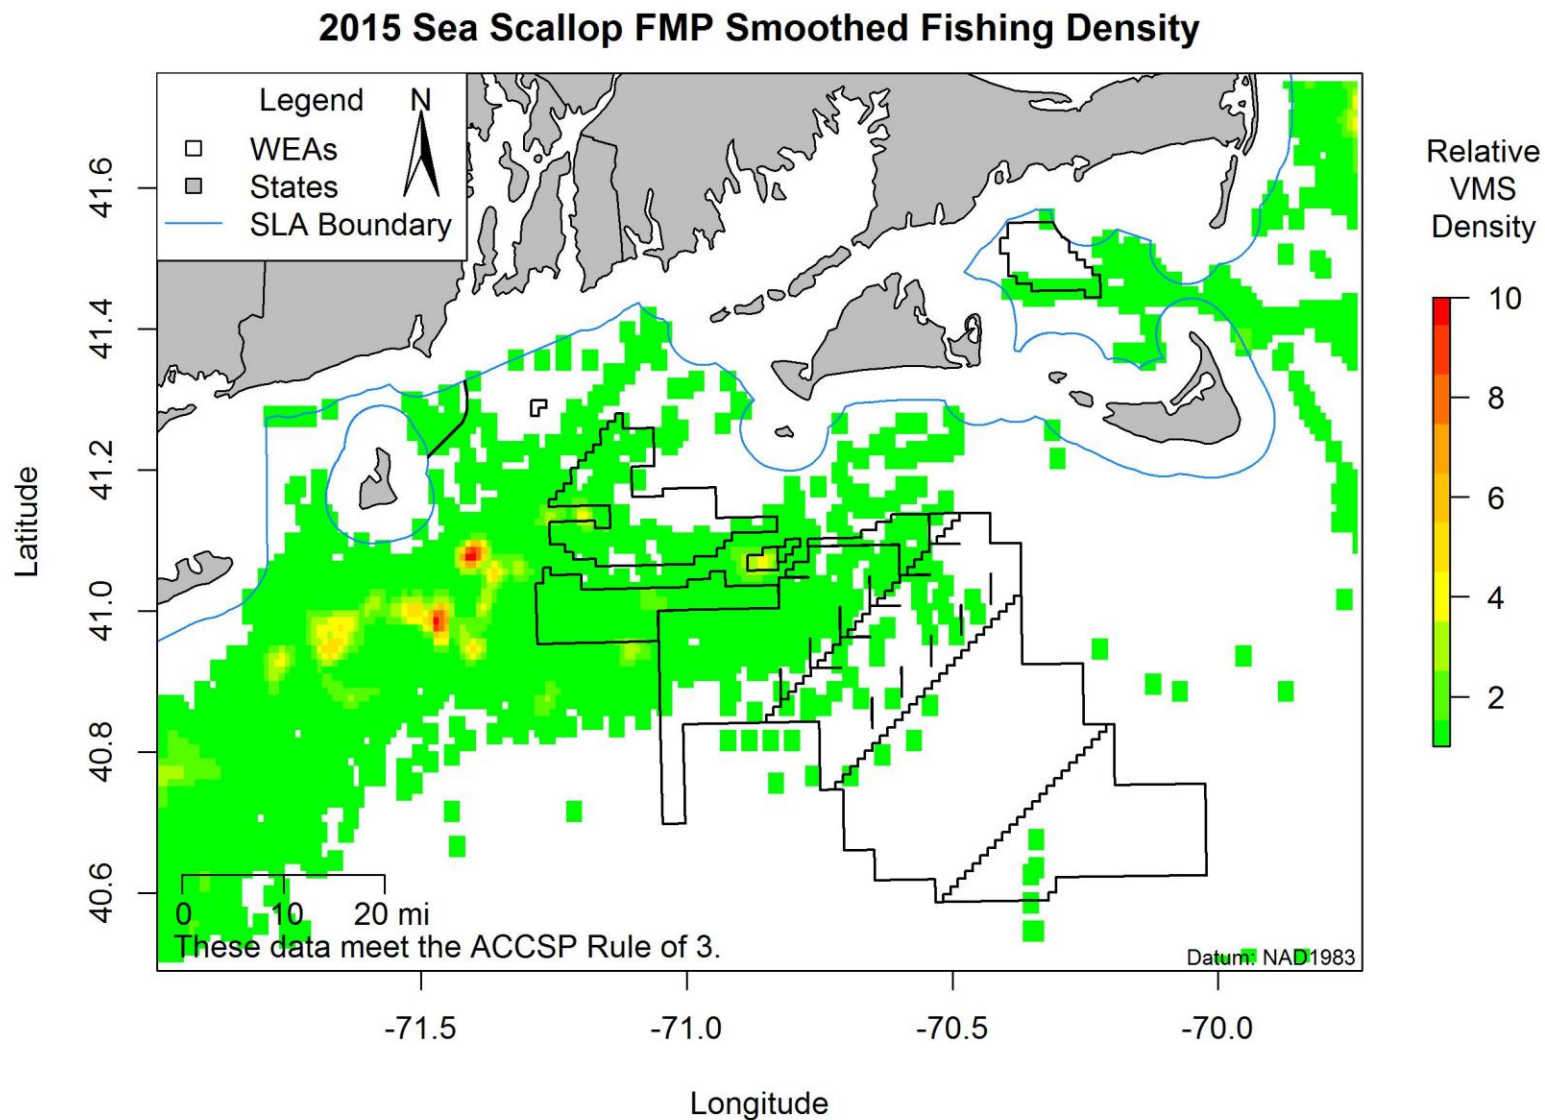 2015 Sea Scallop FMP Smoothed Fishing Density
Legend
N
WEAs
States
SLA Boundary
Relative
VMS
Density
10
8
6
4
2
Latitude
41.6
41.4
41.2
41.0
40.8
40.6
0 10 20 mi
These data meet the ACCSP Rule of 3.
Datum: NAD1983
-71.5 -71.0 -70.5 -70.0
Longitude